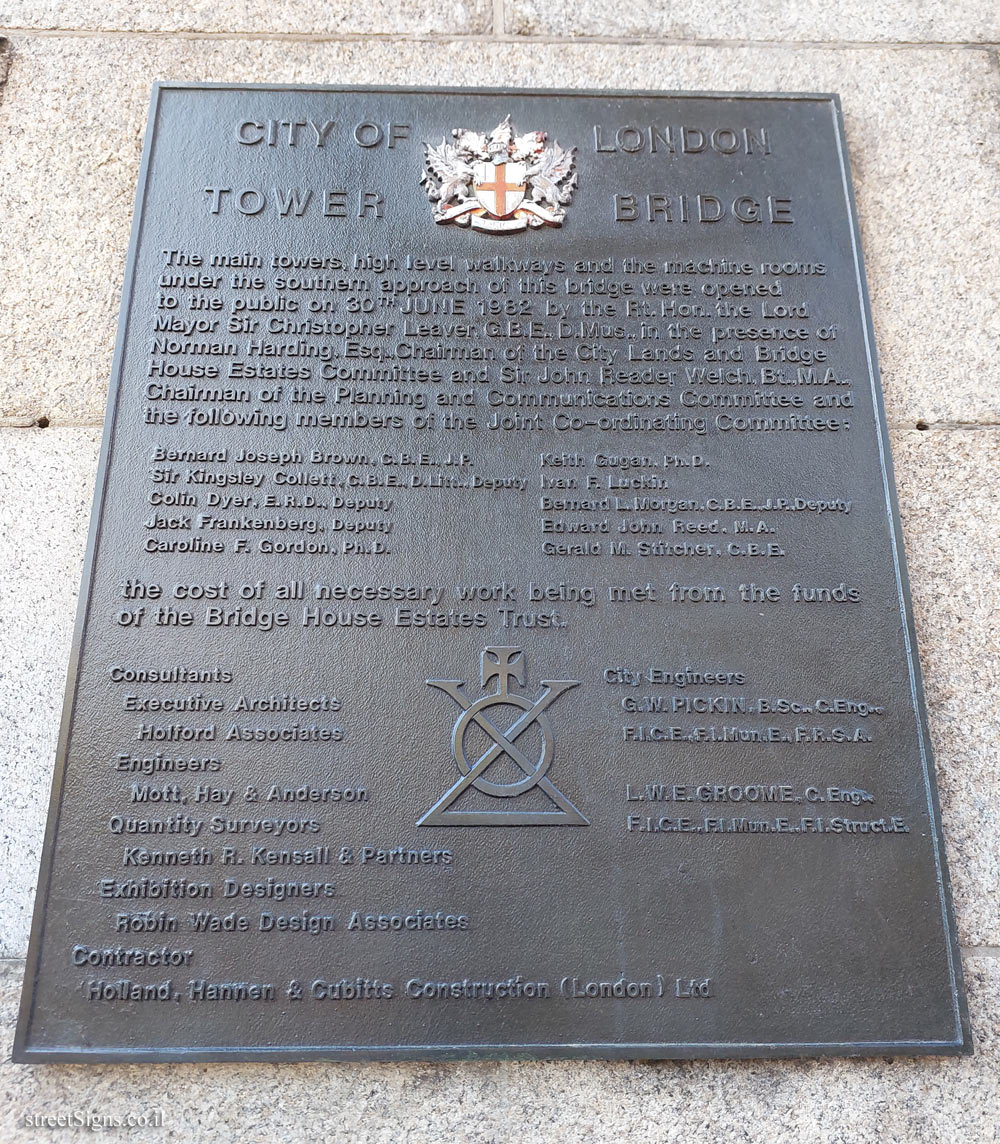 CITY OF LONDON
TOWER BRIDGE
The main towers, high level walkways and the machine rooms
under the southern approach of this bridge were opened
to the public on 30TH JUNE 1982 by the Rt. Hon. the Lord
Mayor Sir Christopher Leaver, G.B.E., D.Mus., in the presence of
Norman Harding, Esq., Chairman of the City Lands and Bridge
House Estates Committee and Sir John Reader Welch, Bt., M.A.,
Chairman of the Planning and Communications Committee and
the following members of the Joint Co-ordinating Committee:
Bernard Joseph Brown, C.B.E., J.P.
Sir Kingsley Collett, C.B.E., D.Litt., Deputy
Colin Dyer, E.R.D., Deputy
Jack Frankenberg, Deputy
Caroline F. Gordon, Ph.D.
Keith Gugan, Ph.D.
Ivan F. Luckin
Bernard L. Morgan, C.B.E., J.P., Deputy
Edward John Reed, M.A.
Gerald M. Stitcher, C.B.E.
the cost of all necessary work being met from the funds
of the Bridge House Estates Trust.
Consultants
Executive Architects
Holford Associates
Engineers
Mott, Hay & Anderson
Quantity Surveyors
Kenneth R. Kensall & Partners
Exhibition Designers
Robin Wade Design Associates
Contractor
Holland, Hannen & Cubitts Construction (London) Ltd
City Engineers
G.W. PICKIN, B.Sc., C.Eng.,
F.I.C.E., F.I.Mun.E., F.R.S.A.
L.W.E. GROOME, C.Eng.,
F.I.C.E., F.I.Mun.E., F.I.Struct.E.
streetSigns.co.il